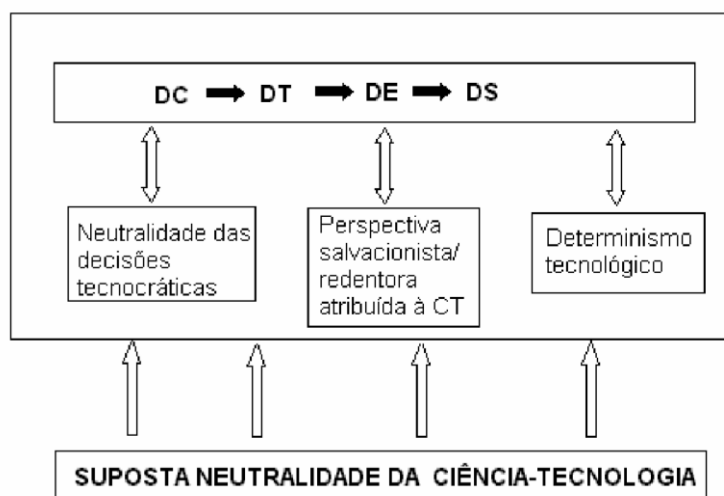 DC ➡ DT ➡ DE ➡ DS
Neutralidade das
decisões
tecnocráticas
Perspectiva
salvacionista/
redentora
atribuída à CT
Determinismo
tecnológico
SUPOSTA NEUTRALIDADE DA CIÊNCIA-TECNOLOGIA